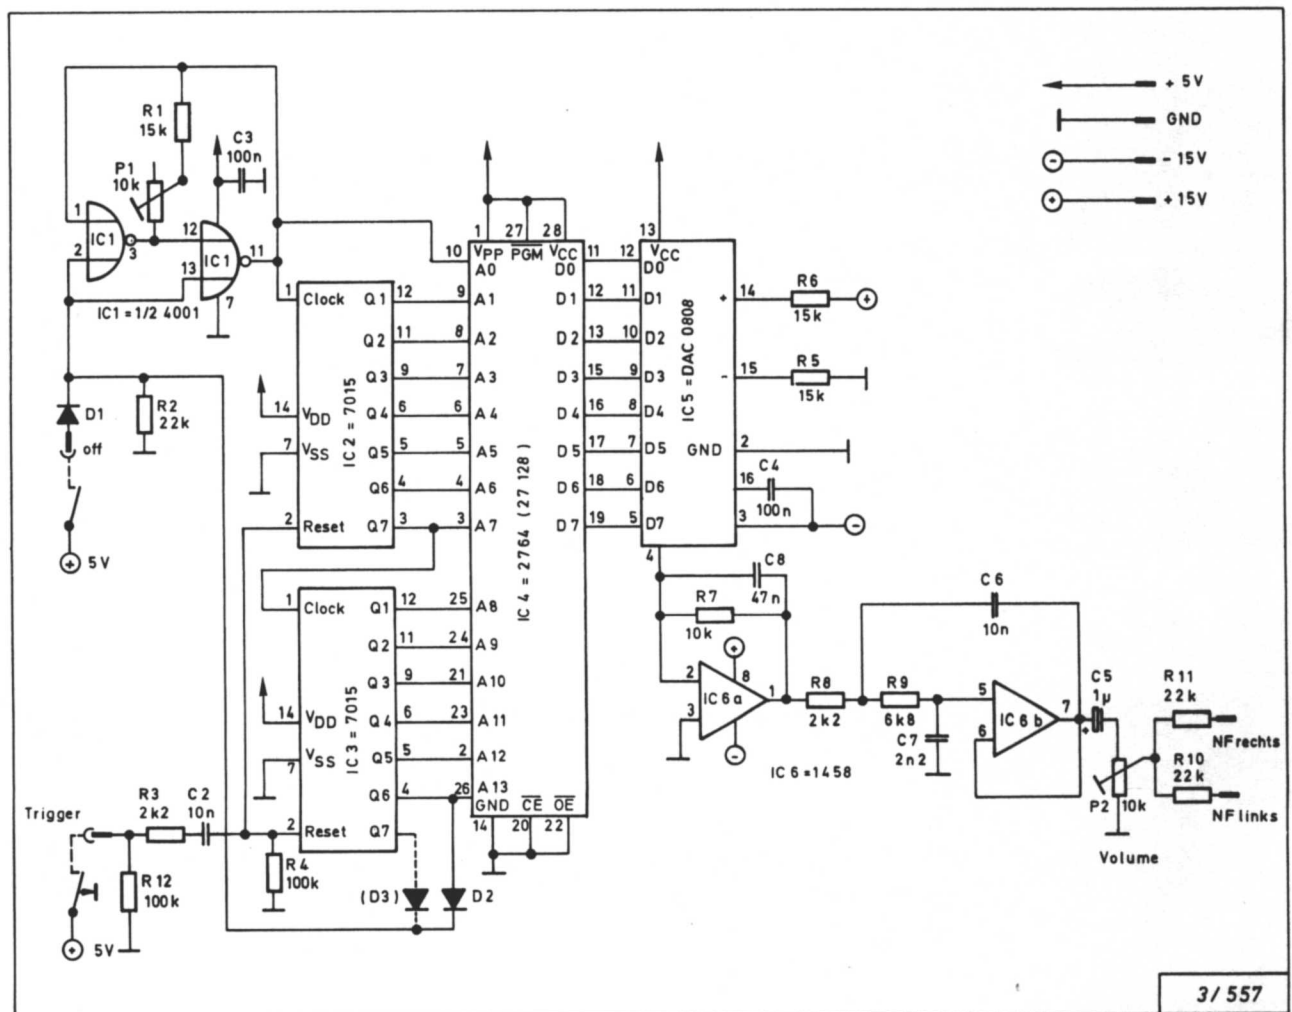 + 5V
GND
- 15V
+ 15V
R1
15k
P1
10k
C3
100n
1
2
IC1
3
12
13
IC1
11
7
IC1 = 1/2 4001
D1
off
R2
22k
5V
1 Clock Q1 12
Q2 11
Q3 9
14 VDD Q4 6
7 VSS Q5 5
Q6 4
2 Reset Q7 3
IC 2 = 7015
1 Clock Q1 12
Q2 11
Q3 9
14 VDD Q4 6
7 VSS Q5 5
Q6 4
2 Reset Q7
IC 3 = 7015
Trigger
R3
2k2
C2
10n
R12
100k
5V
R4
100k
(D3)
D2
1 27 28
VPP PGM VCC
10 A0 D0 11
9 A1 D1 12
8 A2 D2 13
7 A3 D3 15
6 A4 D4 16
5 A5 D5 17
4 A6 D6 18
3 A7 D7 19
25 A8
24 A9
21 A10
23 A11
2 A12
26 A13
GND CE OE
14 20 22
IC 4 = 2764 (27 128)
13
VCC
12 D0
11 D1
10 D2
9 D3
8 D4
7 D5
6 D6
5 D7
IC 5 = DAC 0808
+ 14
R6
15k
- 15
R5
15k
GND 2
16
C4
100n
3
4
C8
47n
R7
10k
2
3
IC 6a
8
1
R8
2k2
R9
6k8
C6
10n
C7
2n2
IC 6 = 1458
5
6
IC 6b
7
C5
1µ
+
P2
10k
Volume
R11
22k
NF rechts
R10
22k
NF links
3/557